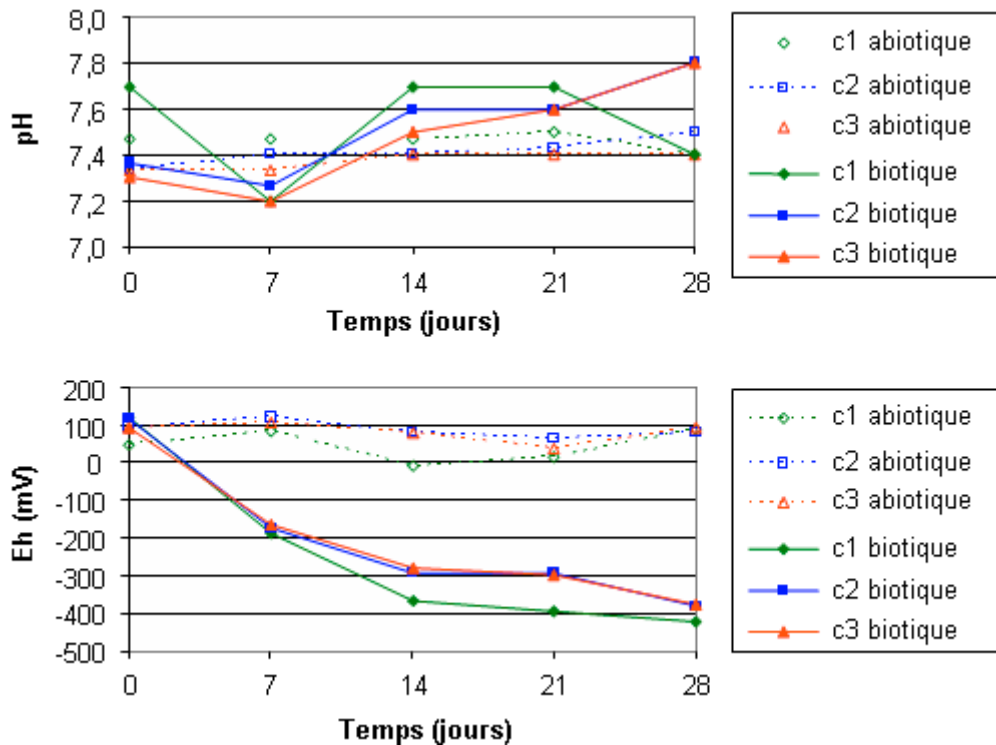 8,0
7,8
7,6
7,4
7,2
7,0
pH
0 7 14 21 28
Temps (jours)
c1 abiotique
c2 abiotique
c3 abiotique
c1 biotique
c2 biotique
c3 biotique
200
100
0
-100
-200
-300
-400
-500
Eh (mV)
0 7 14 21 28
Temps (jours)
c1 abiotique
c2 abiotique
c3 abiotique
c1 biotique
c2 biotique
c3 biotique